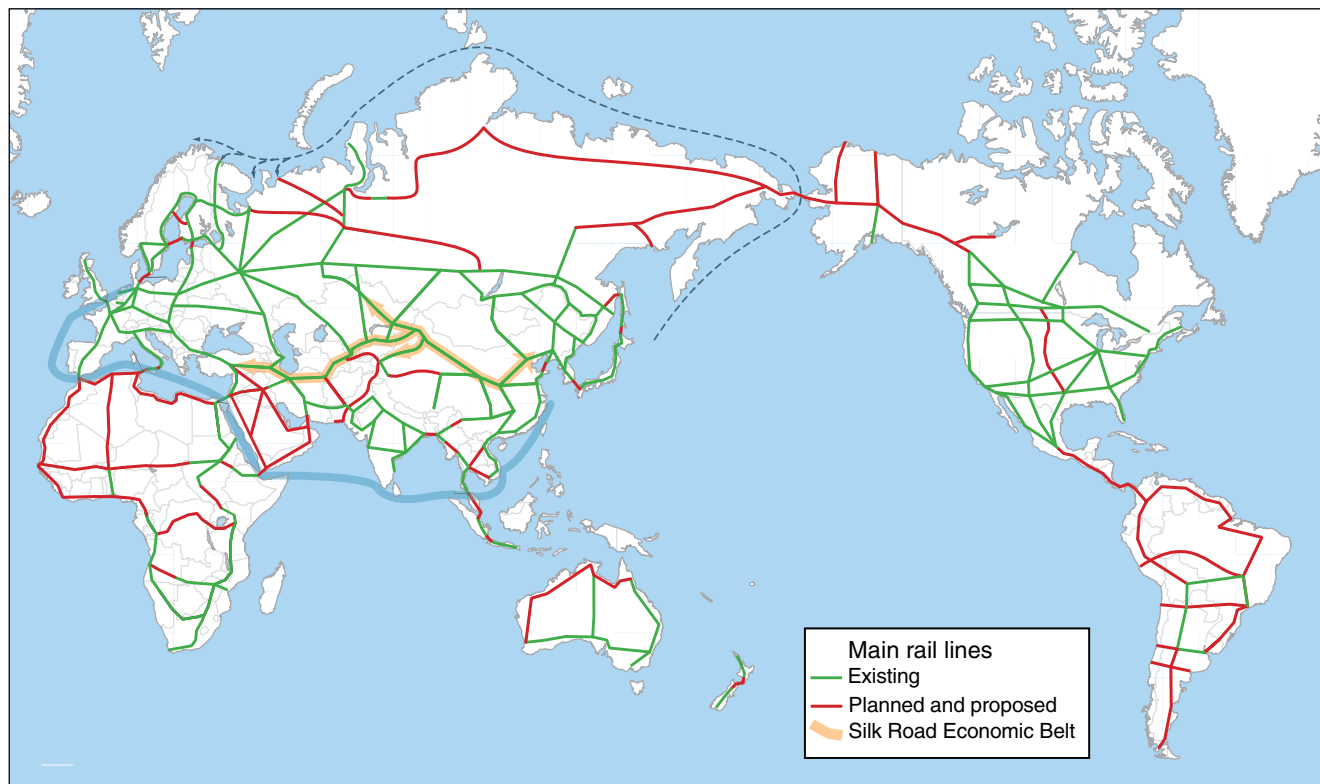 Main rail lines
Existing
Planned and proposed
Silk Road Economic Belt